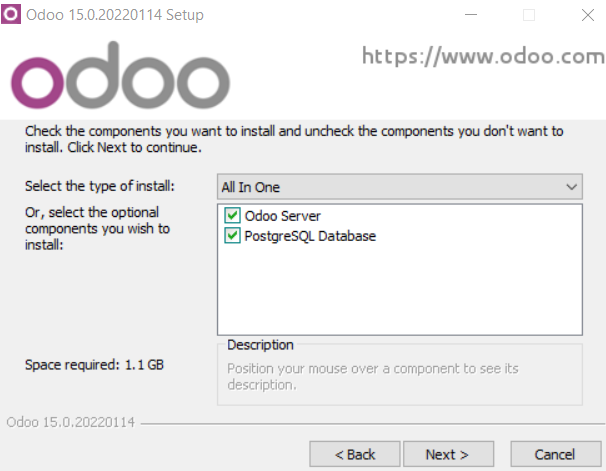 Odoo 15.0.20220114 Setup
odoo
https://www.odoo.com
Check the components you want to install and uncheck the components you don't want to
install. Click Next to continue.
Select the type of install:
All In One
Or, select the optional
components you wish to
install:
Odoo Server
PostgreSQL Database
Space required: 1.1 GB
Description
Position your mouse over a component to see its
description.
Odoo 15.0.20220114
< Back
Next >
Cancel